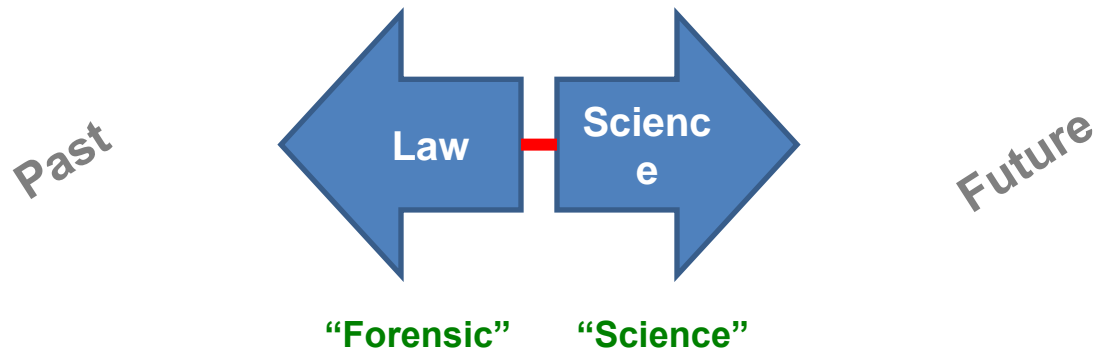 Past
Law
Scienc
e
Future
“Forensic” “Science”